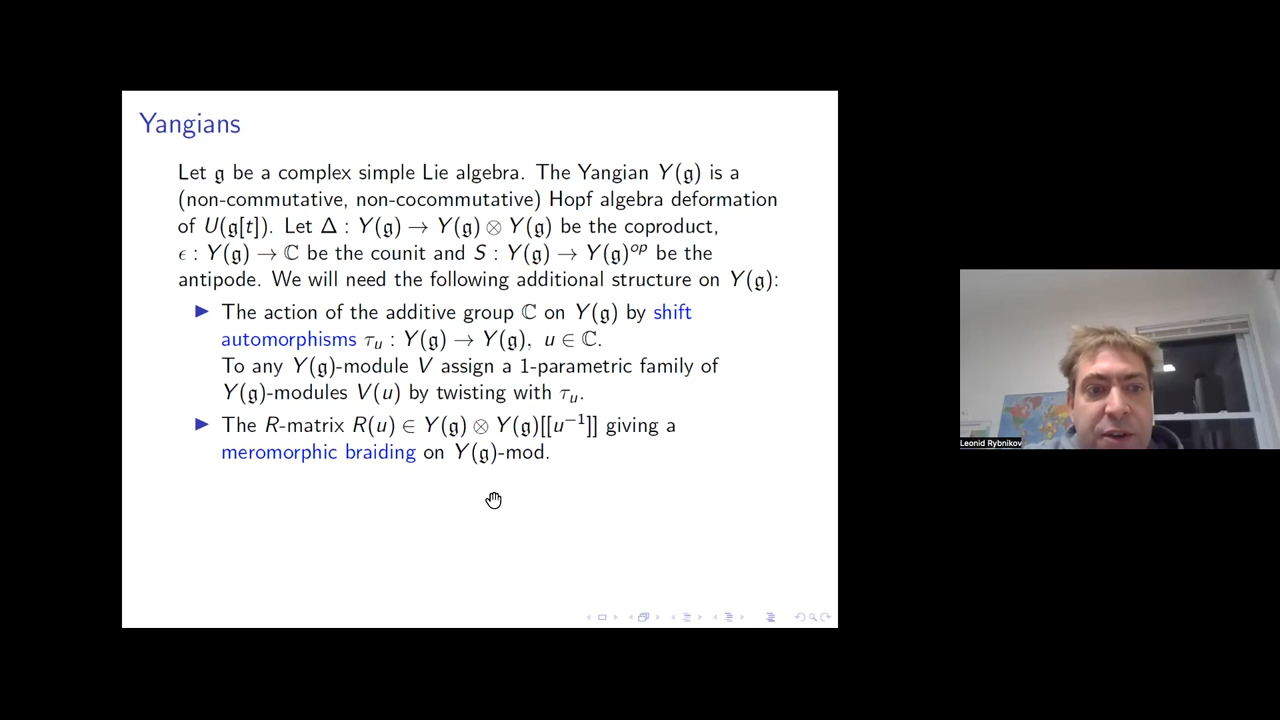 Yangians
Let 𝔤 be a complex simple Lie algebra. The Yangian Y(𝔤) is a
(non-commutative, non-cocommutative) Hopf algebra deformation
of U(𝔤[t]). Let Δ : Y(𝔤) → Y(𝔤) ⊗ Y(𝔤) be the coproduct,
ϵ : Y(𝔤) → ℂ be the counit and S : Y(𝔤) → Y(𝔤)^{op} be the
antipode. We will need the following additional structure on Y(𝔤):
▶ The action of the additive group ℂ on Y(𝔤) by shift
automorphisms τ_u : Y(𝔤) → Y(𝔤), u ∈ ℂ.
To any Y(𝔤)-module V assign a 1-parametric family of
Y(𝔤)-modules V(u) by twisting with τ_u.
▶ The R-matrix R(u) ∈ Y(𝔤) ⊗ Y(𝔤)[[u^{-1}]] giving a
meromorphic braiding on Y(𝔤)-mod.
Leonid Rybnikov